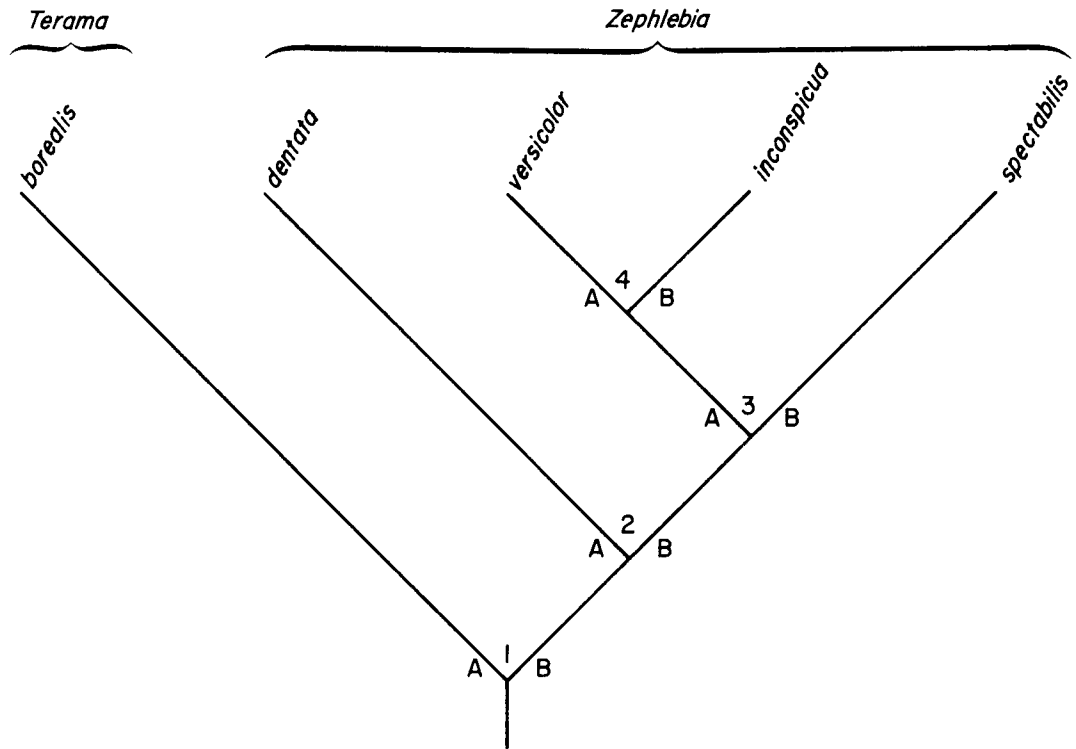 Terama Zephlebia
borealis dentata versicolor inconspicua spectabilis
4
A B
3
A B
2
A B
1
A B